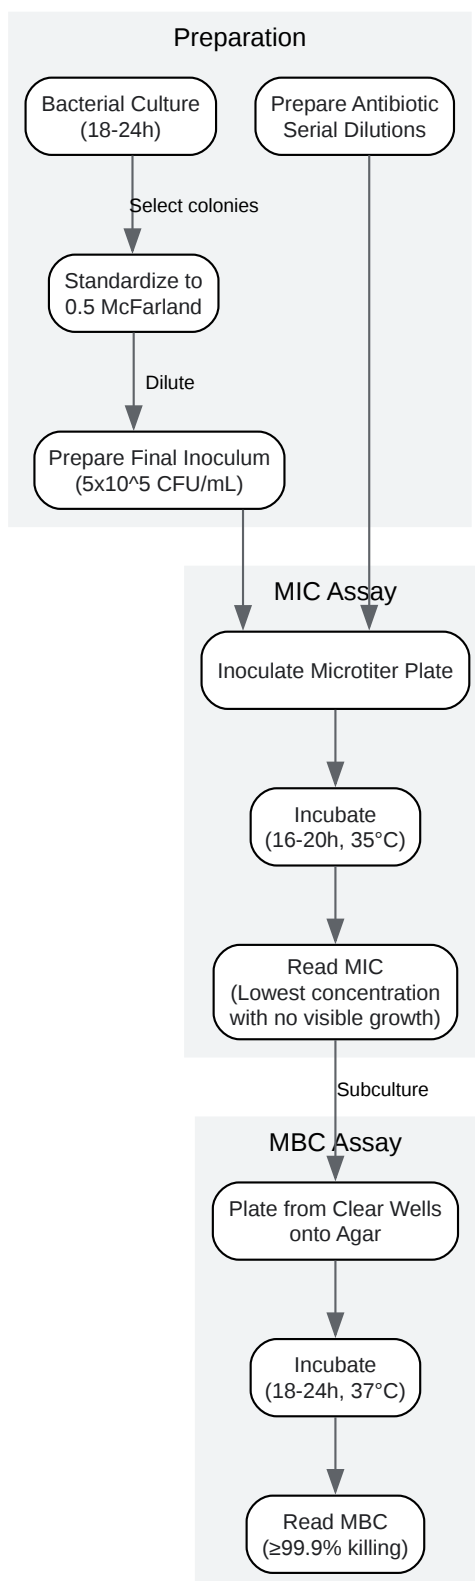 Preparation
Bacterial Culture
(18-24h)
Prepare Antibiotic
Serial Dilutions
Select colonies
Standardize to
0.5 McFarland
Dilute
Prepare Final Inoculum
(5x10^5 CFU/mL)
MIC Assay
Inoculate Microtiter Plate
Incubate
(16-20h, 35°C)
Read MIC
(Lowest concentration
with no visible growth)
Subculture
MBC Assay
Plate from Clear Wells
onto Agar
Incubate
(18-24h, 37°C)
Read MBC
(≥99.9% killing)